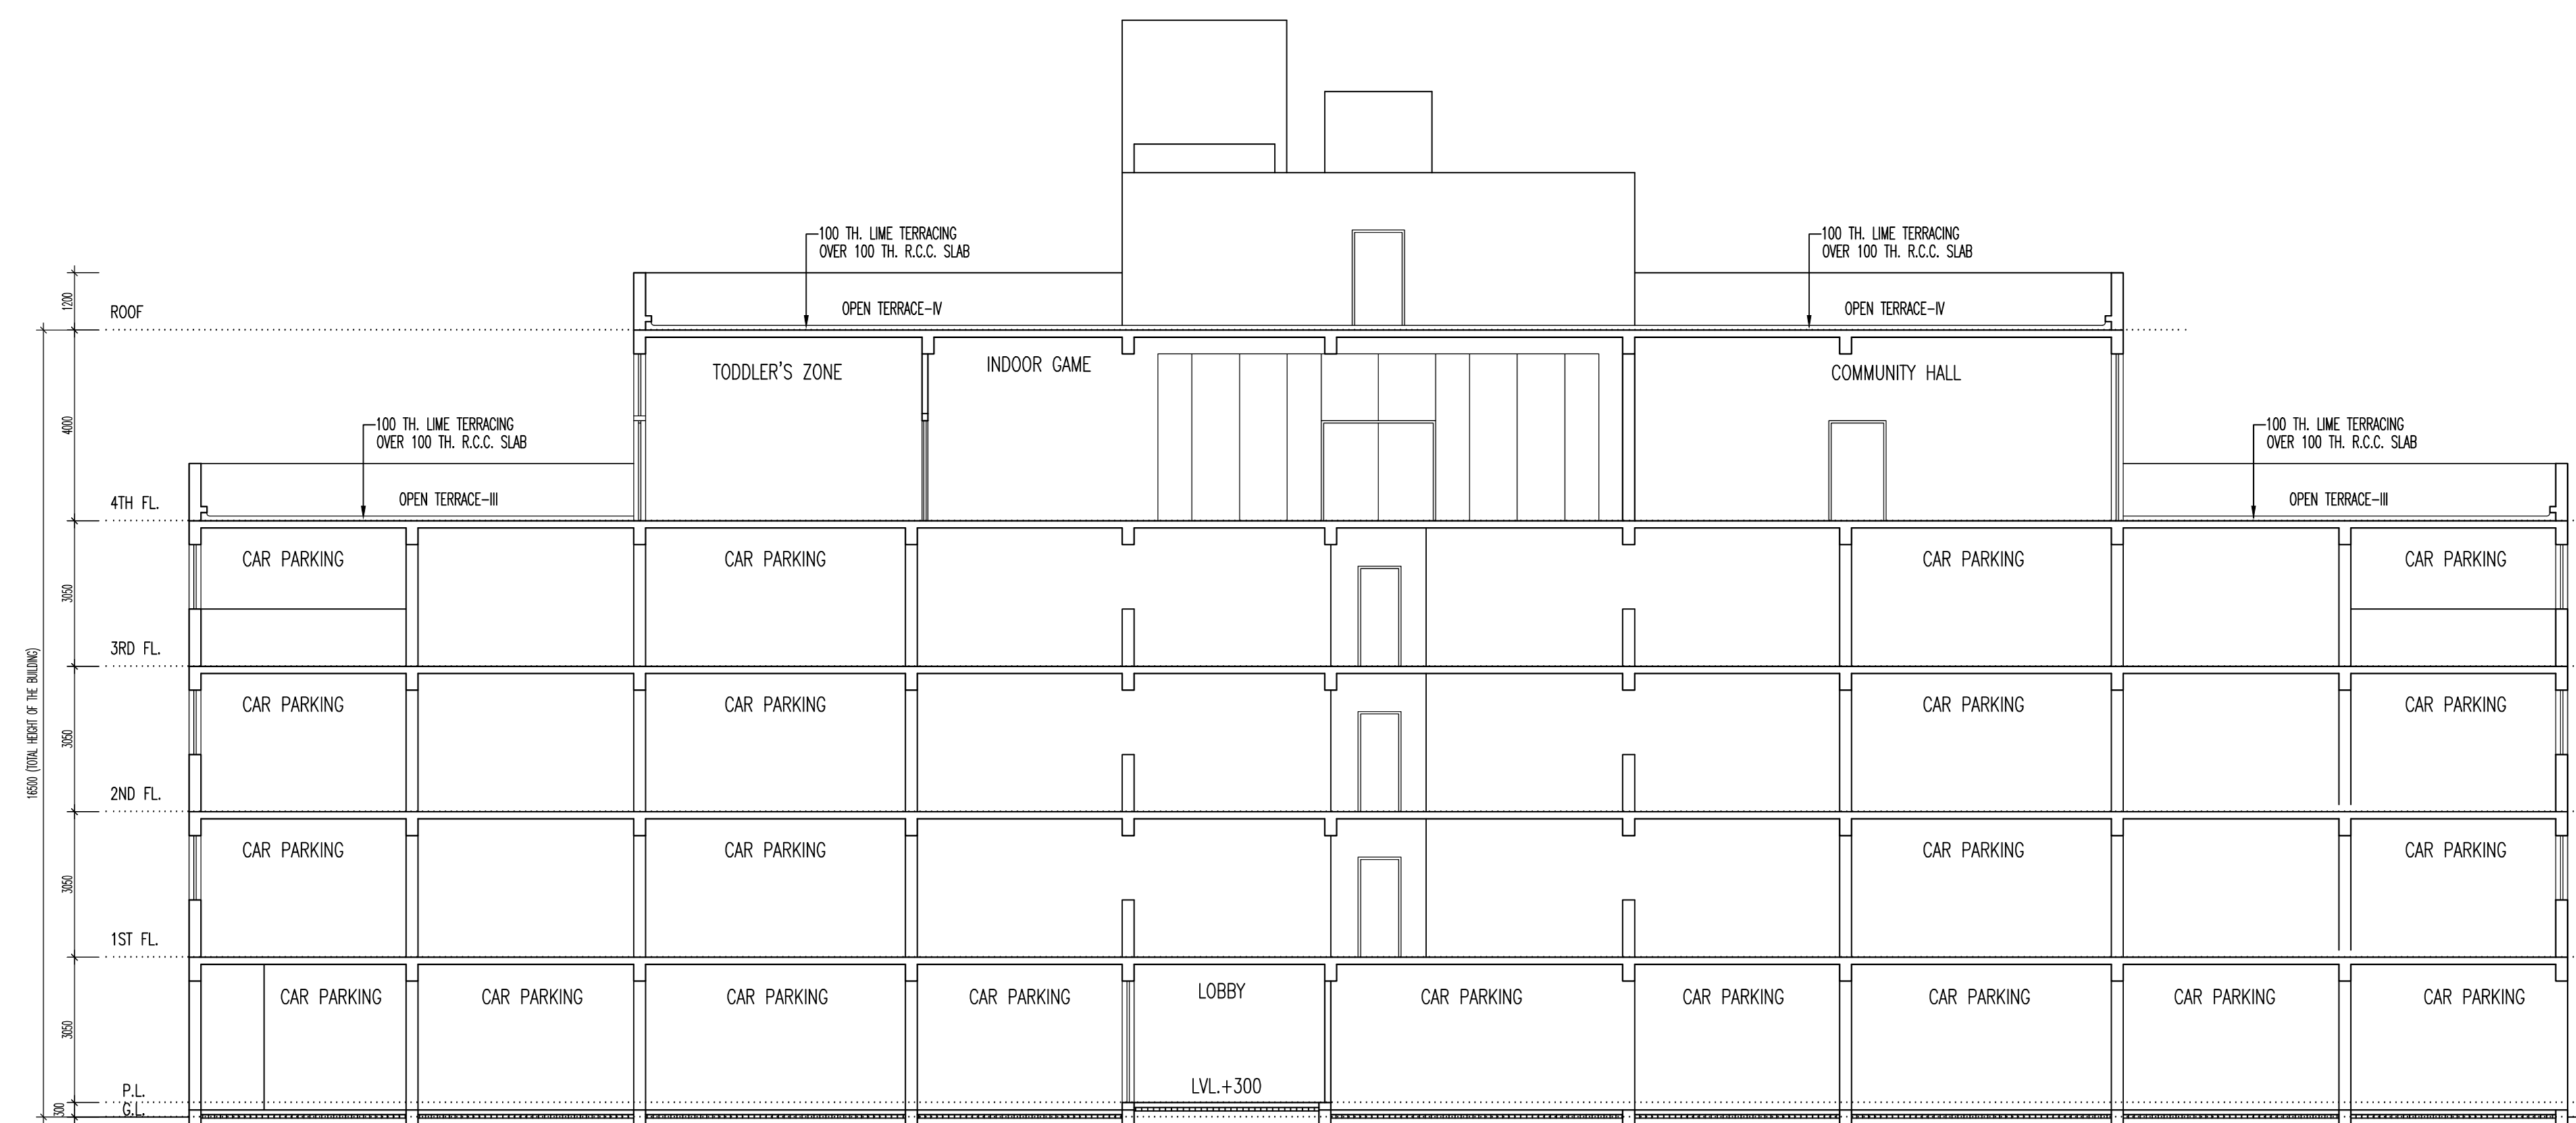 100 TH. LIME TERRACING
OVER 100 TH. R.C.C. SLAB
100 TH. LIME TERRACING
OVER 100 TH. R.C.C. SLAB
1200
ROOF
OPEN TERRACE-IV
OPEN TERRACE-IV
TODDLER'S ZONE
INDOOR GAME
COMMUNITY HALL
4000
100 TH. LIME TERRACING
OVER 100 TH. R.C.C. SLAB
100 TH. LIME TERRACING
OVER 100 TH. R.C.C. SLAB
4TH FL.
OPEN TERRACE-III
OPEN TERRACE-III
CAR PARKING
CAR PARKING
CAR PARKING
CAR PARKING
3050
3RD FL.
16500 (TOTAL HEIGHT OF THE BUILDING)
CAR PARKING
CAR PARKING
CAR PARKING
CAR PARKING
3050
2ND FL.
CAR PARKING
CAR PARKING
CAR PARKING
CAR PARKING
3050
1ST FL.
CAR PARKING
CAR PARKING
CAR PARKING
CAR PARKING
LOBBY
CAR PARKING
CAR PARKING
CAR PARKING
CAR PARKING
CAR PARKING
3050
LVL.+300
P.L.
300
G.L.